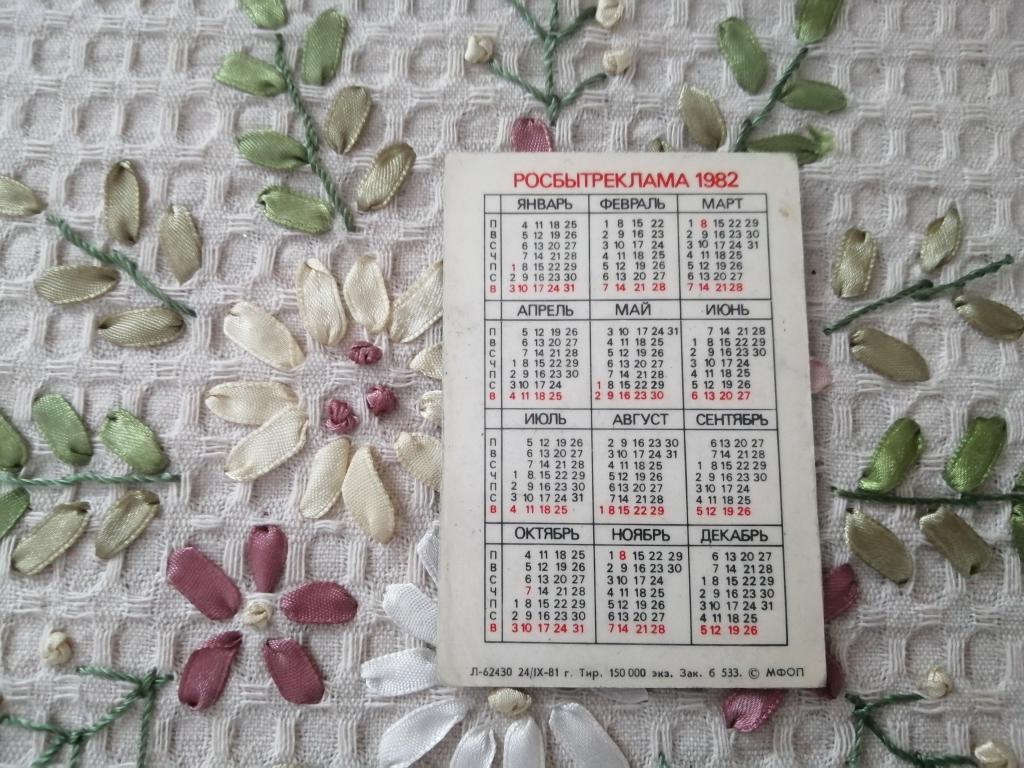 РОСБЫТРЕКЛАМА 1982
ЯНВАРЬ ФЕВРАЛЬ МАРТ
П 4 11 18 25 1 8 15 22 1 8 15 22 29
В 5 12 19 26 2 9 16 23 2 9 16 23 30
С 6 13 20 27 3 10 17 24 3 10 17 24 31
Ч 7 14 21 28 4 11 18 25 4 11 18 25
П 1 8 15 22 29 5 12 19 26 5 12 19 26
С 2 9 16 23 30 6 13 20 27 6 13 20 27
В 3 10 17 24 31 7 14 21 28 7 14 21 28
АПРЕЛЬ МАЙ ИЮНЬ
П 5 12 19 26 3 10 17 24 31 7 14 21 28
В 6 13 20 27 4 11 18 25 1 8 15 22 29
С 7 14 21 28 5 12 19 26 2 9 16 23 30
Ч 1 8 15 22 29 6 13 20 27 3 10 17 24
П 2 9 16 23 30 7 14 21 28 4 11 18 25
С 3 10 17 24 1 8 15 22 29 5 12 19 26
В 4 11 18 25 2 9 16 23 30 6 13 20 27
ИЮЛЬ АВГУСТ СЕНТЯБРЬ
П 5 12 19 26 2 9 16 23 30 6 13 20 27
В 6 13 20 27 3 10 17 24 31 7 14 21 28
С 7 14 21 28 4 11 18 25 1 8 15 22 29
Ч 1 8 15 22 29 5 12 19 26 2 9 16 23 30
П 2 9 16 23 30 6 13 20 27 3 10 17 24
С 3 10 17 24 31 7 14 21 28 4 11 18 25
В 4 11 18 25 1 8 15 22 29 5 12 19 26
ОКТЯБРЬ НОЯБРЬ ДЕКАБРЬ
П 4 11 18 25 1 8 15 22 29 6 13 20 27
В 5 12 19 26 2 9 16 23 30 7 14 21 28
С 6 13 20 27 3 10 17 24 1 8 15 22 29
Ч 7 14 21 28 4 11 18 25 2 9 16 23 30
П 1 8 15 22 29 5 12 19 26 3 10 17 24 31
С 2 9 16 23 30 6 13 20 27 4 11 18 25
В 3 10 17 24 31 7 14 21 28 5 12 19 26
Л-62430 24/IX-81 г. Тир. 150 000 экз. Зак. 6 533. © МФОП